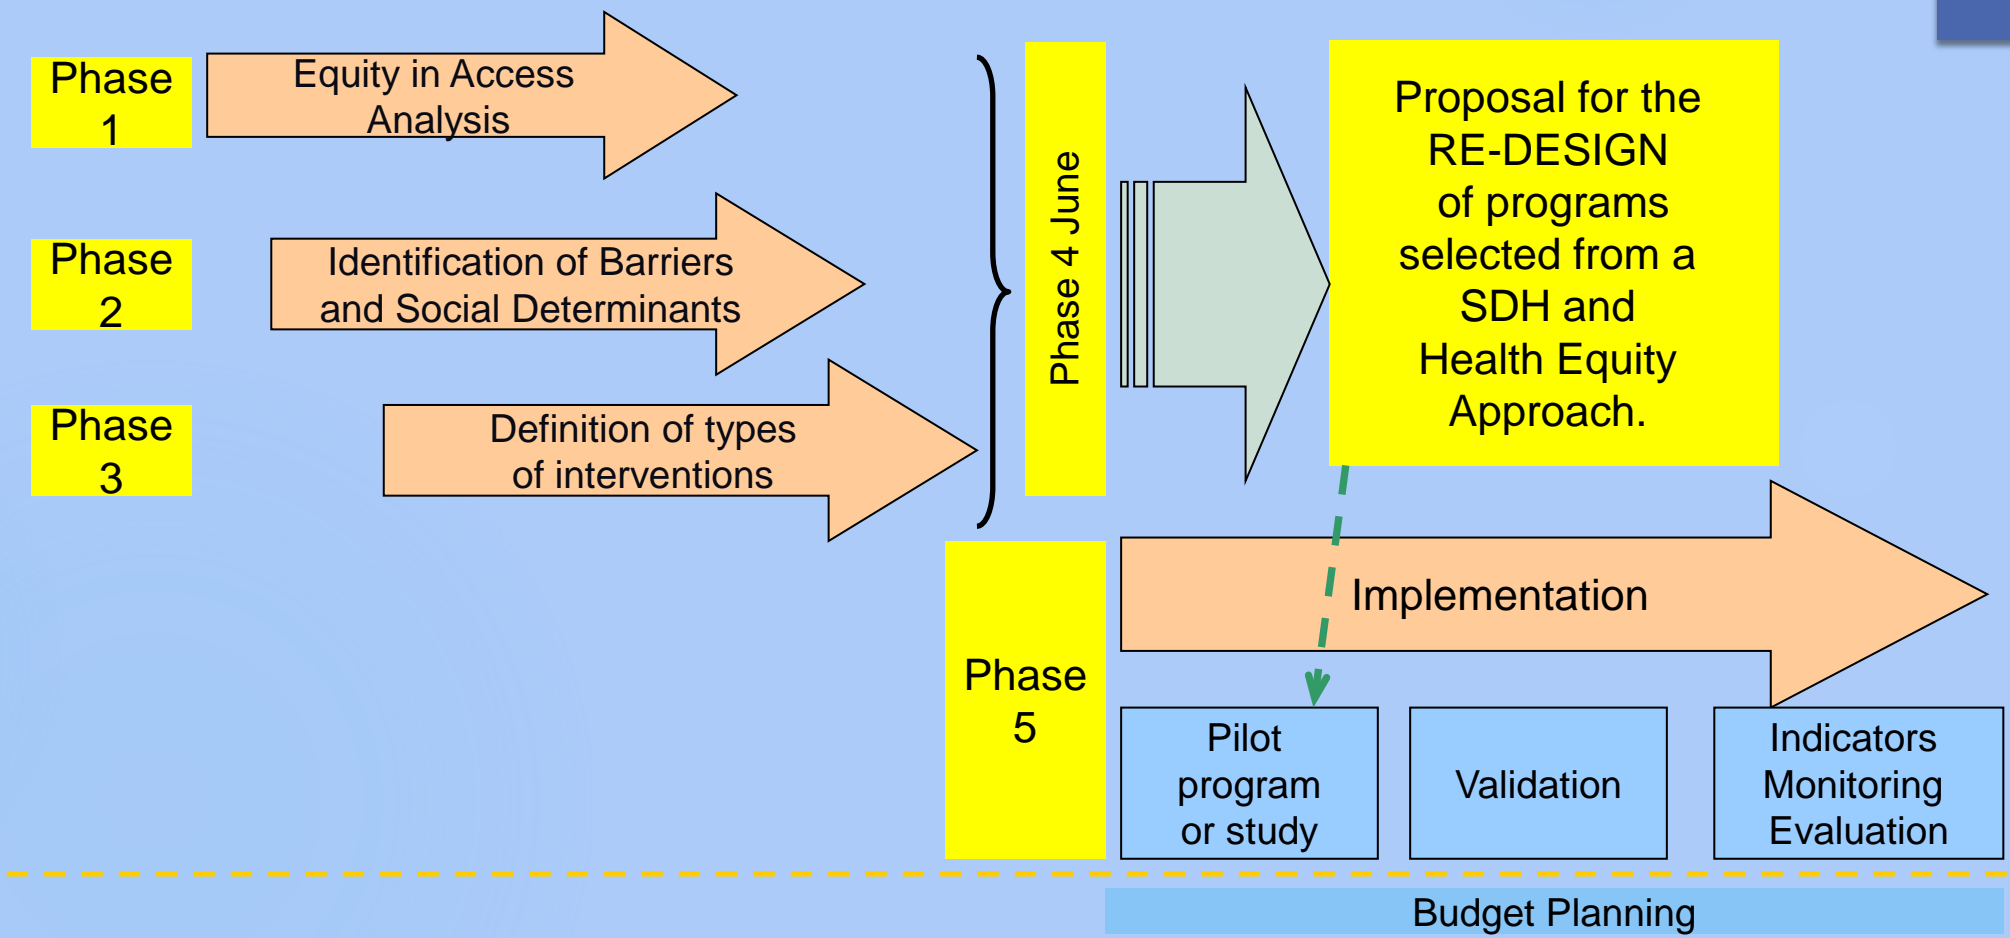 Phase
1
Equity in Access
Analysis
Phase
2
Identification of Barriers
and Social Determinants
Phase
3
Definition of types
of interventions
Phase 4 June
Proposal for the
RE-DESIGN
of programs
selected from a
SDH and
Health Equity
Approach.
Phase
5
Implementation
Pilot
program
or study
Validation
Indicators
Monitoring
Evaluation
Budget Planning